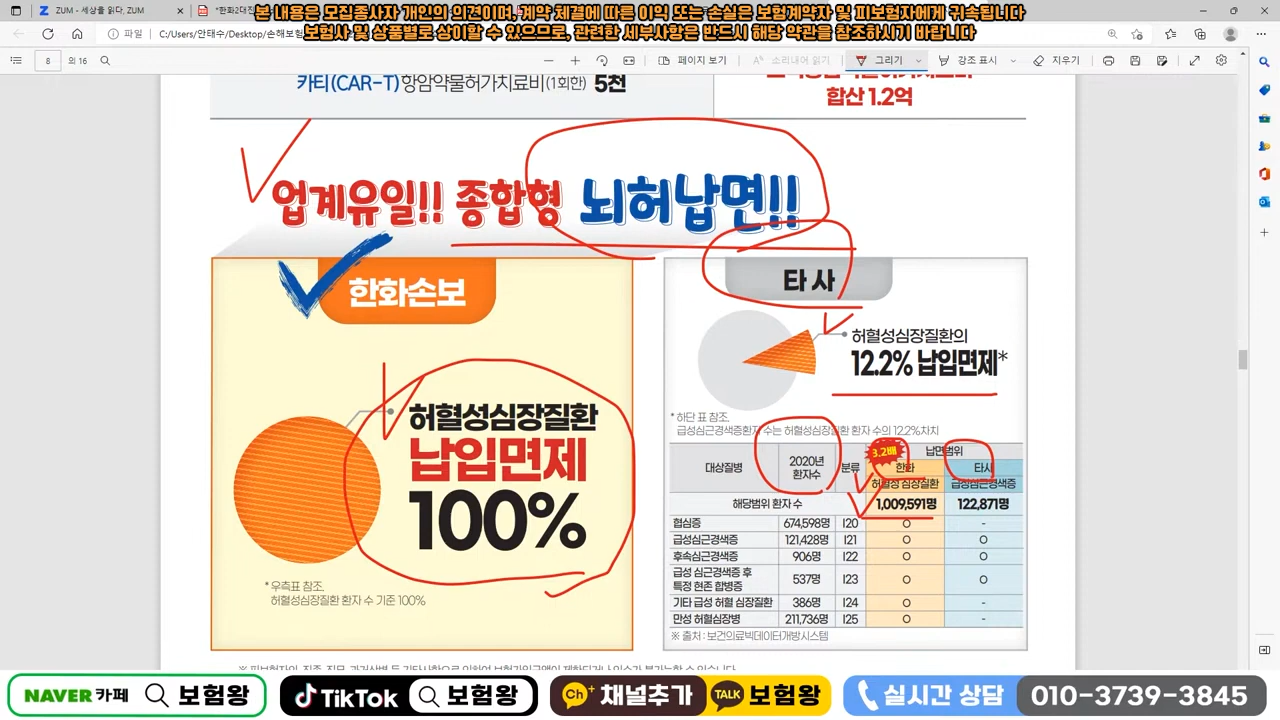 본 내용은 모집종사자 개인의 의견이며, 계약 체결에 따른 이익 또는 손실은 보험계약자 및 피보험자에게 귀속됩니다
보험사 및 상품별로 상이할 수 있으므로, 관련한 세부사항은 반드시 해당 약관을 참조하시기 바랍니다
ZUM - 세상을 읽다, ZUM
파일 C:/Users/안태수/Desktop/손해보험
8 의 16 페이지 보기 소리내어 읽기 그리기 강조 표시 지우기
카티(CAR-T)항암약물허가치료비(1회한) 5천
합산 1.2억
업계유일!! 종합형 뇌허납면!!
한화손보
허혈성심장질환
납입면제
100%
* 우측표 참조.
허혈성심장질환 환자 수 기준 100%
타 사
허혈성심장질환의
12.2% 납입면제*
* 하단 표 참조.
급성심근경색증환자 수는 허혈성심장질환 환자 수의 12.2%차치
대상질병 2020년 환자수 분류 납면범위
3.2배
한화 타사
허혈성 심장질환 급성심근경색증
해당범위 환자 수 1,009,591명 122,871명
협심증 674,598명 I20 O -
급성심근경색증 121,428명 I21 O O
후속심근경색증 906명 I22 O O
급성 심근경색증 후 특정 현존 합병증 537명 I23 O O
기타 급성 허혈 심장질환 386명 I24 O -
만성 허혈심장병 211,736명 I25 O -
※ 출처 : 보건의료빅데이터개방시스템
NAVER 카페 보험왕
TikTok 보험왕
Ch+ 채널추가 TALK 보험왕
실시간 상담 010-3739-3845